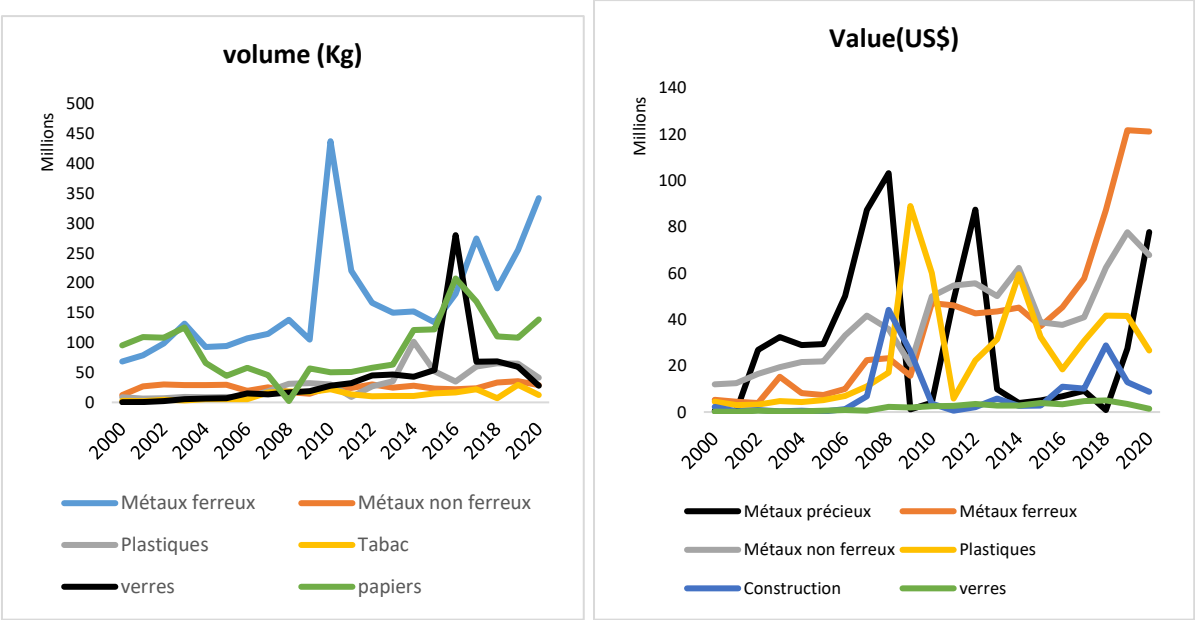 volume (Kg)
Millions
500
450
400
350
300
250
200
150
100
50
0
2000
2002
2004
2006
2008
2010
2012
2014
2016
2018
2020
Métaux ferreux
Métaux non ferreux
Plastiques
Tabac
verres
papiers
Value(US$)
Millions
140
120
100
80
60
40
20
0
2000
2002
2004
2006
2008
2010
2012
2014
2016
2018
2020
Métaux précieux
Métaux ferreux
Métaux non ferreux
Plastiques
Construction
verres